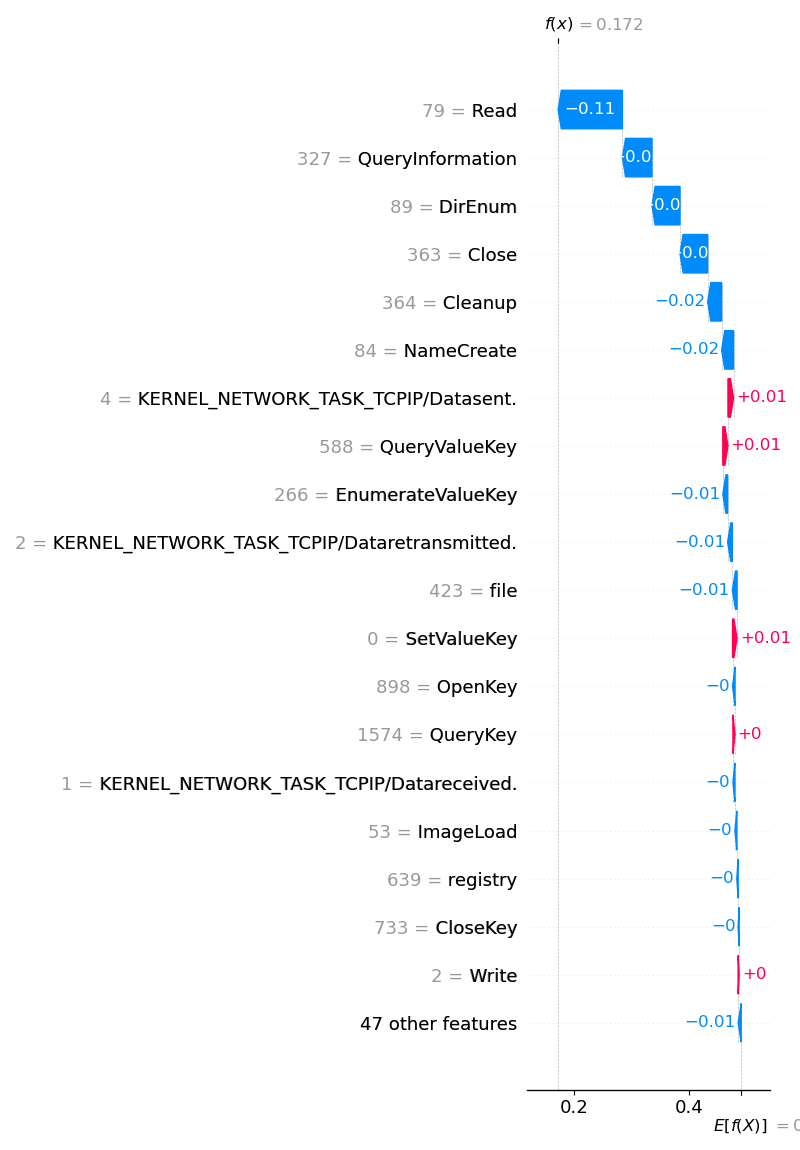 f(x) = 0.172
79 = Read −0.11
327 = QueryInformation −0.0
89 = DirEnum −0.0
363 = Close −0.0
364 = Cleanup −0.02
84 = NameCreate −0.02
4 = KERNEL_NETWORK_TASK_TCPIP/Datasent. +0.01
588 = QueryValueKey +0.01
266 = EnumerateValueKey −0.01
2 = KERNEL_NETWORK_TASK_TCPIP/Dataretransmitted. −0.01
423 = file −0.01
0 = SetValueKey +0.01
898 = OpenKey −0
1574 = QueryKey +0
1 = KERNEL_NETWORK_TASK_TCPIP/Datareceived. −0
53 = ImageLoad −0
639 = registry −0
733 = CloseKey −0
2 = Write +0
47 other features −0.01
0.2 0.4
E[f(X)] = 0